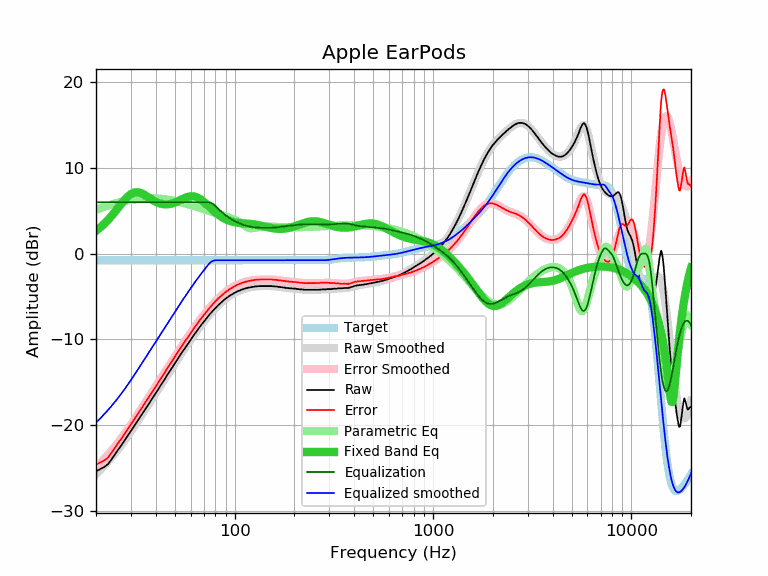 Apple EarPods
20
10
0
−10
−20
−30
Amplitude (dBr)
Target
Raw Smoothed
Error Smoothed
Raw
Error
Parametric Eq
Fixed Band Eq
Equalization
Equalized smoothed
100
1000
10000
Frequency (Hz)